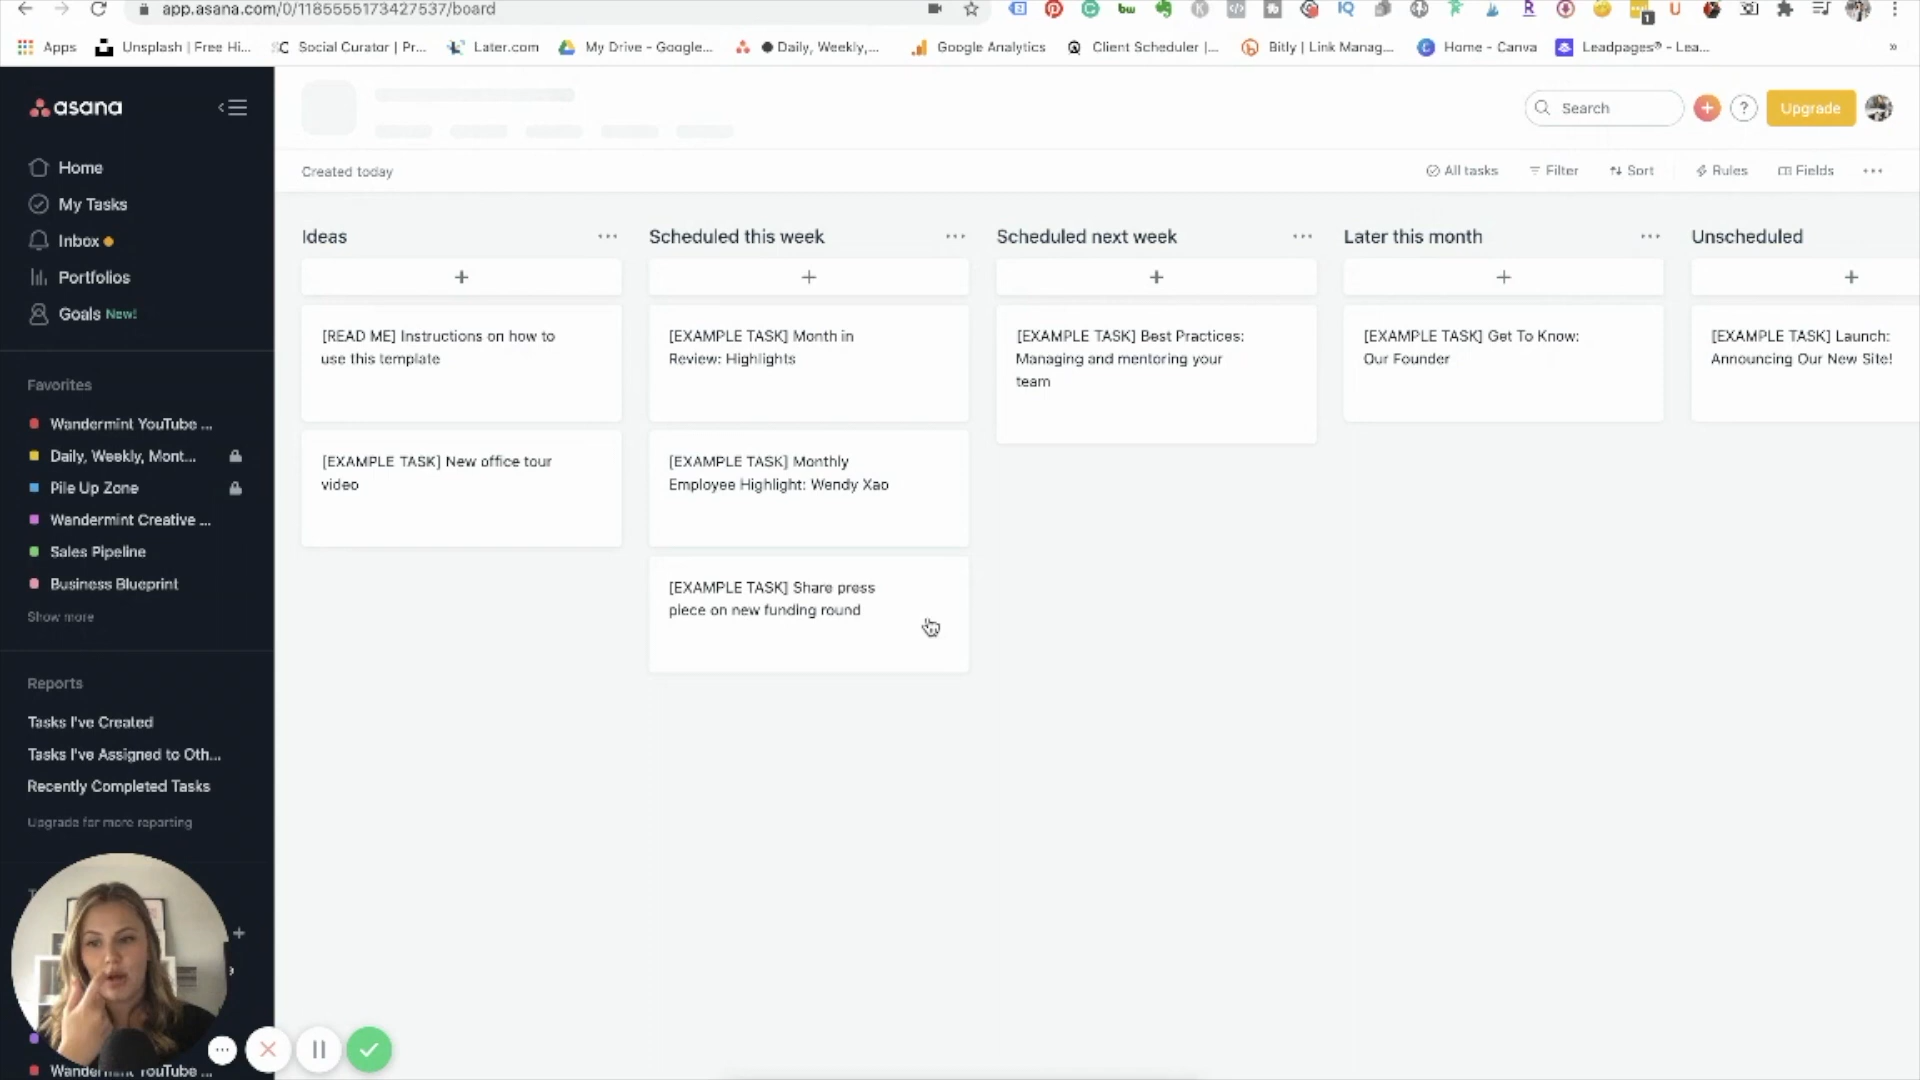 app.asana.com/0/1185555173427537/board
Apps
Unsplash | Free Hi...
Social Curator | Pr...
Later.com
My Drive - Google...
Daily, Weekly,...
Google Analytics
Client Scheduler |...
Bitly | Link Manag...
Home - Canva
Leadpages® - Lea...
»
asana
Search
?
Upgrade
Home
My Tasks
Inbox
Portfolios
Goals New!
Favorites
Wandermint YouTube ...
Daily, Weekly, Mont...
Pile Up Zone
Wandermint Creative ...
Sales Pipeline
Business Blueprint
Show more
Reports
Tasks I've Created
Tasks I've Assigned to Oth...
Recently Completed Tasks
Upgrade for more reporting
Created today
All tasks
Filter
Sort
Rules
Fields
Ideas
[READ ME] Instructions on how to
use this template
[EXAMPLE TASK] New office tour
video
Scheduled this week
[EXAMPLE TASK] Month in
Review: Highlights
[EXAMPLE TASK] Monthly
Employee Highlight: Wendy Xao
[EXAMPLE TASK] Share press
piece on new funding round
Scheduled next week
[EXAMPLE TASK] Best Practices:
Managing and mentoring your
team
Later this month
[EXAMPLE TASK] Get To Know:
Our Founder
Unscheduled
[EXAMPLE TASK] Launch:
Announcing Our New Site!